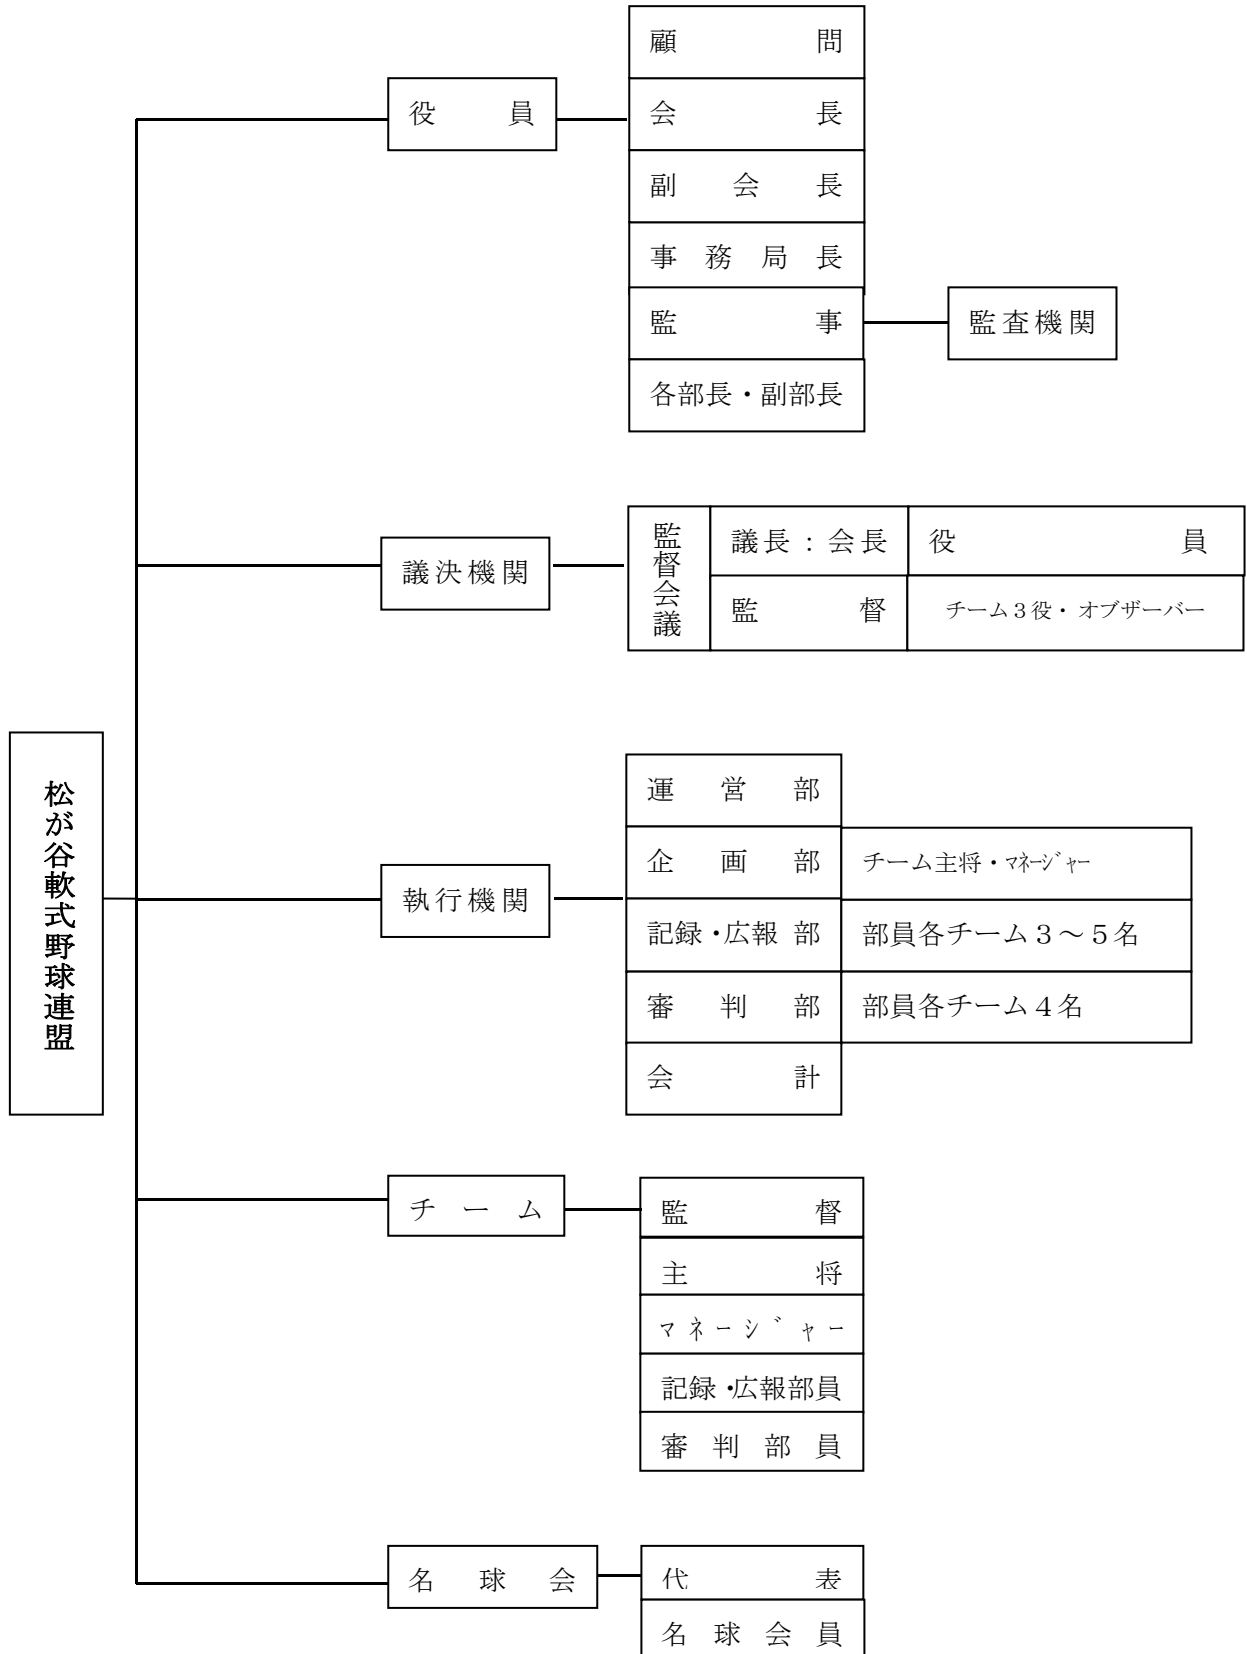 顧問
役員
会長
副会長
事務局長
監事
監査機関
各部長・副部長
議決機関
監督会議
議長：会長
役員
監督
チーム３役・オブザーバー
松が谷軟式野球連盟
執行機関
運営部
企画部
チーム主将・ﾏﾈｰｼﾞｬｰ
記録・広報 部
部員各チーム３～５名
審判部
部員各チーム４名
会計
チーム
監督
主将
ﾏﾈｰｼﾞｬｰ
記録・広報部員
審判部員
名球会
代表
名球会員